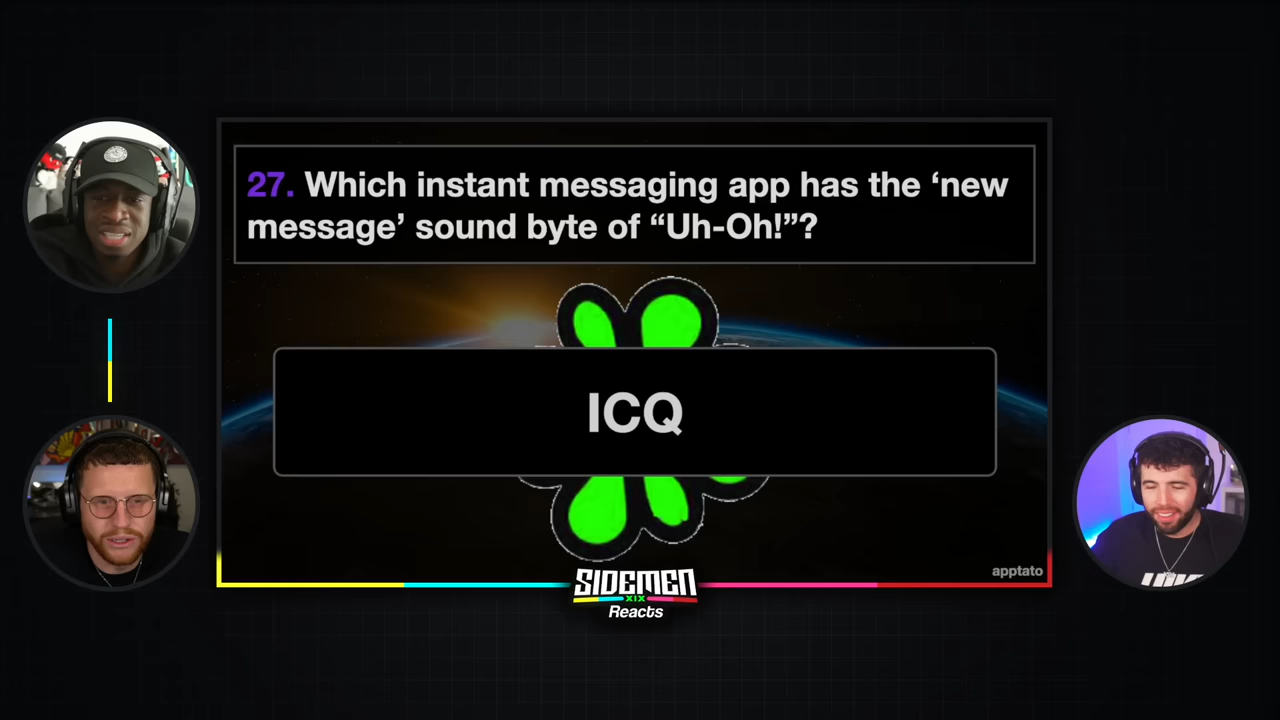 27. Which instant messaging app has the ‘new
message’ sound byte of “Uh-Oh!”?
ICQ
apptato
SIDEMEN
XIX
Reacts